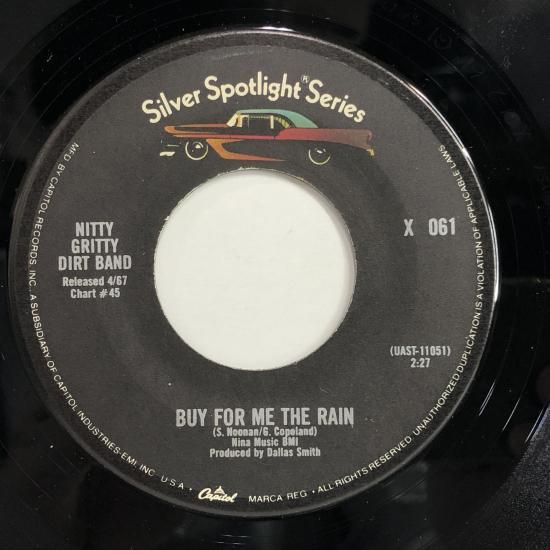 Silver Spotlight® Series
NITTY
GRITTY
DIRT BAND
Released 4/67
Chart #45
X 061
(UAST-11051)
2:27
BUY FOR ME THE RAIN
(S. Noonan/G. Copeland)
Nina Music BMI
Produced by Dallas Smith
MFD BY CAPITOL RECORDS, INC., A SUBSIDIARY OF CAPITOL INDUSTRIES-EMI, INC. U.S.A. • Capitol MARCA REG. • ALL RIGHTS RESERVED. UNAUTHORIZED DUPLICATION IS A VIOLATION OF APPLICABLE LAWS